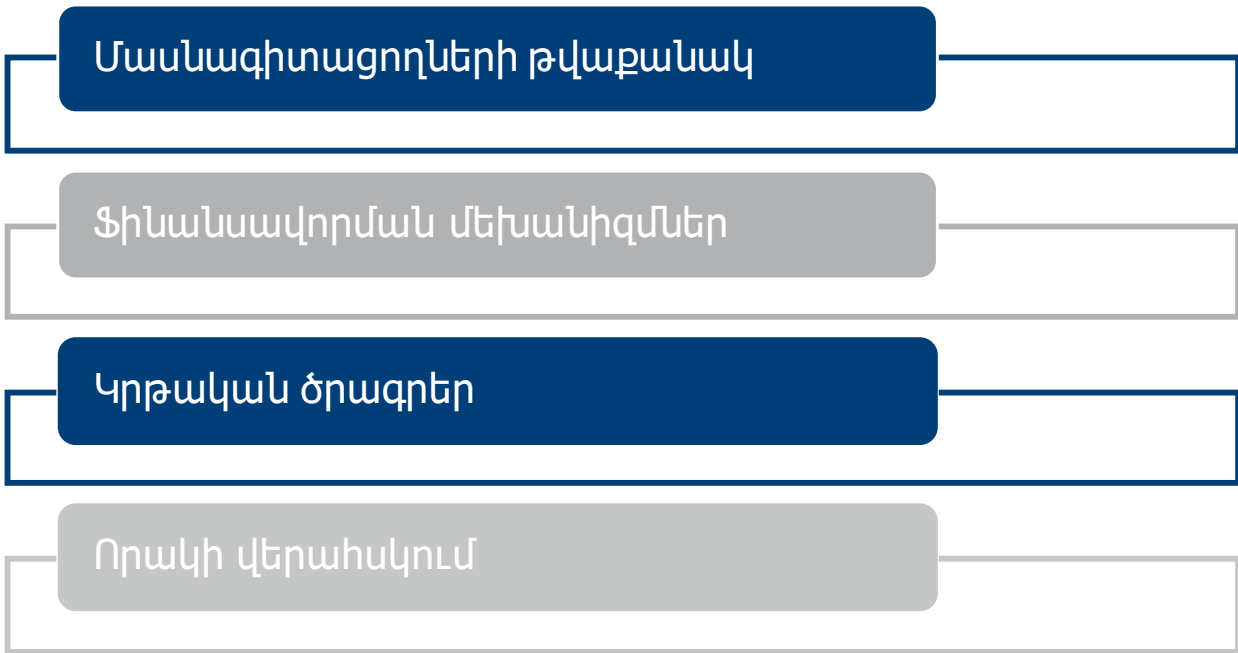 Մասնագիտացողների թվաքանակ
Ֆինանսավորման մեխանիզմներ
Կրթական ծրագրեր
Որակի վերահսկում